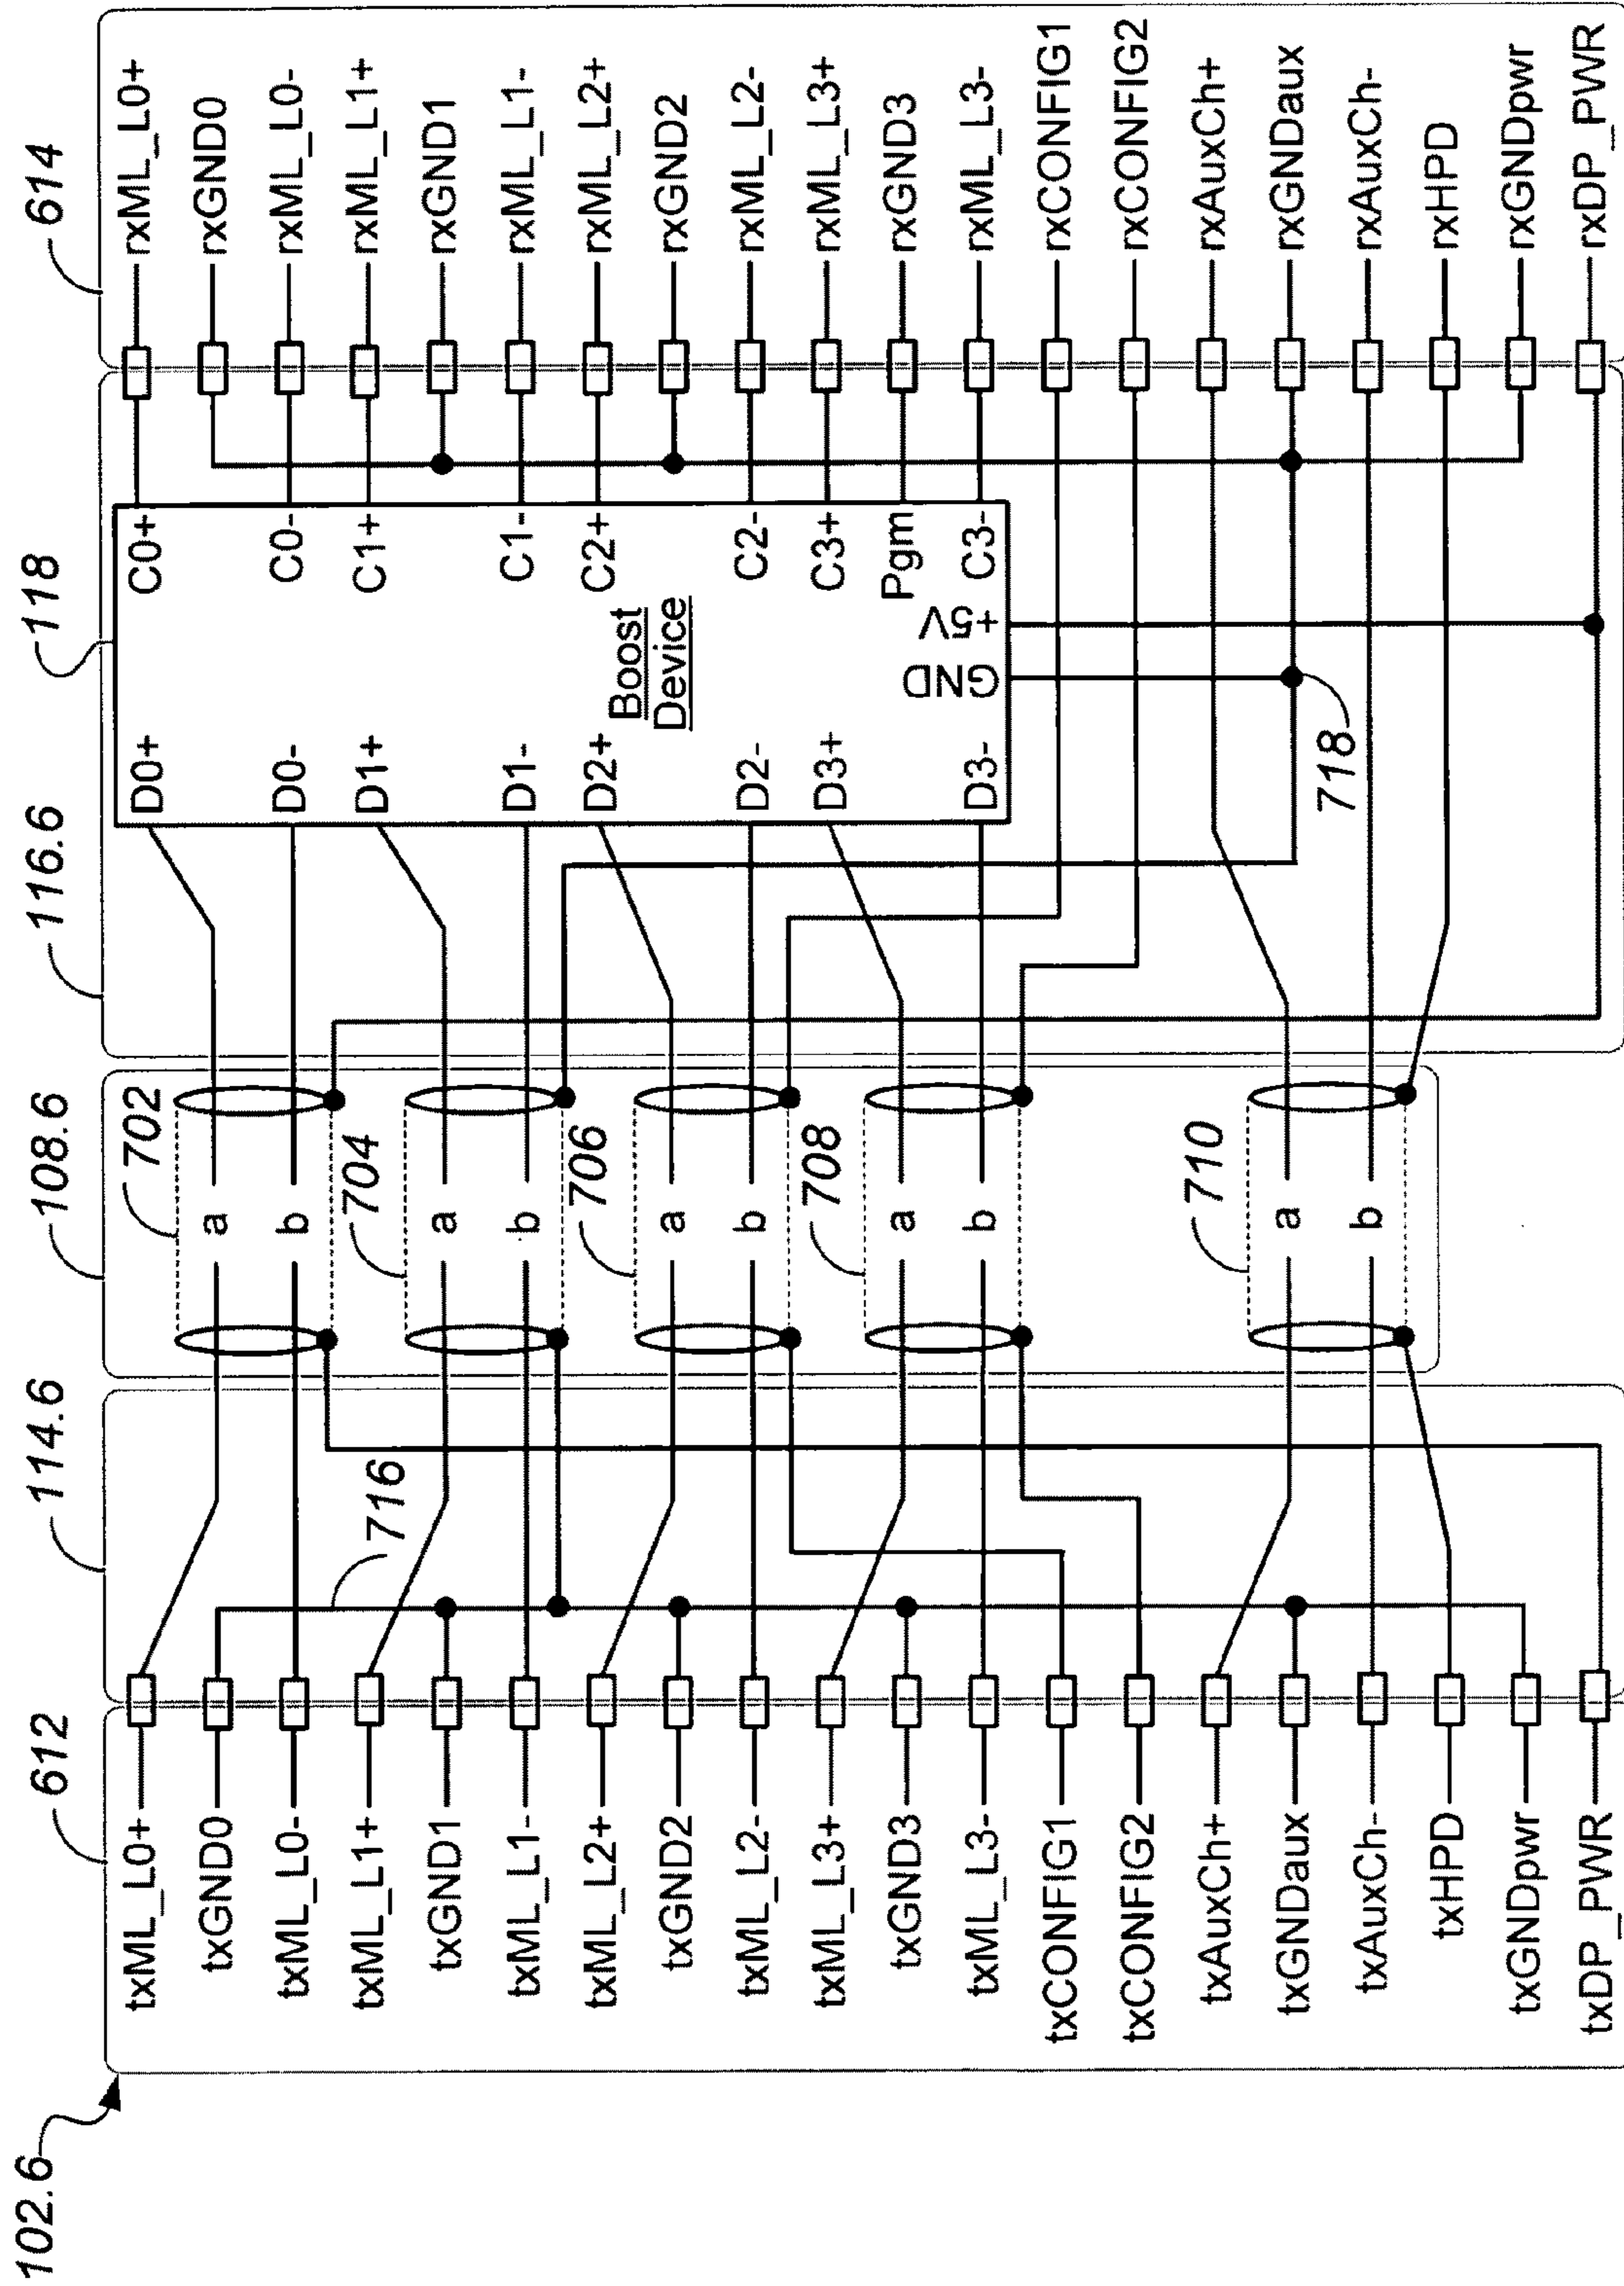 102.6
612
114.6
108.6
116.6
118
614
txML_L0+
txGND0
txML_L0-
txML_L1+
txGND1
txML_L1-
txML_L2+
txGND2
txML_L2-
txML_L3+
txGND3
txML_L3-
txCONFIG1
txCONFIG2
txAuxCh+
txGNDaux
txAuxCh-
txHPD
txGNDpwr
txDP_PWR
716
702
a
b
704
a
b
706
a
b
708
a
b
710
a
b
D0+
D0-
D1+
D1-
D2+
D2-
D3+
D3-
Boost
Device
GND
+5V
C0+
C0-
C1+
C1-
C2+
C2-
C3+
Pgm
C3-
718
rxML_L0+
rxGND0
rxML_L0-
rxML_L1+
rxGND1
rxML_L1-
rxML_L2+
rxGND2
rxML_L2-
rxML_L3+
rxGND3
rxML_L3-
rxCONFIG1
rxCONFIG2
rxAuxCh+
rxGNDaux
rxAuxCh-
rxHPD
rxGNDpwr
rxDP_PWR